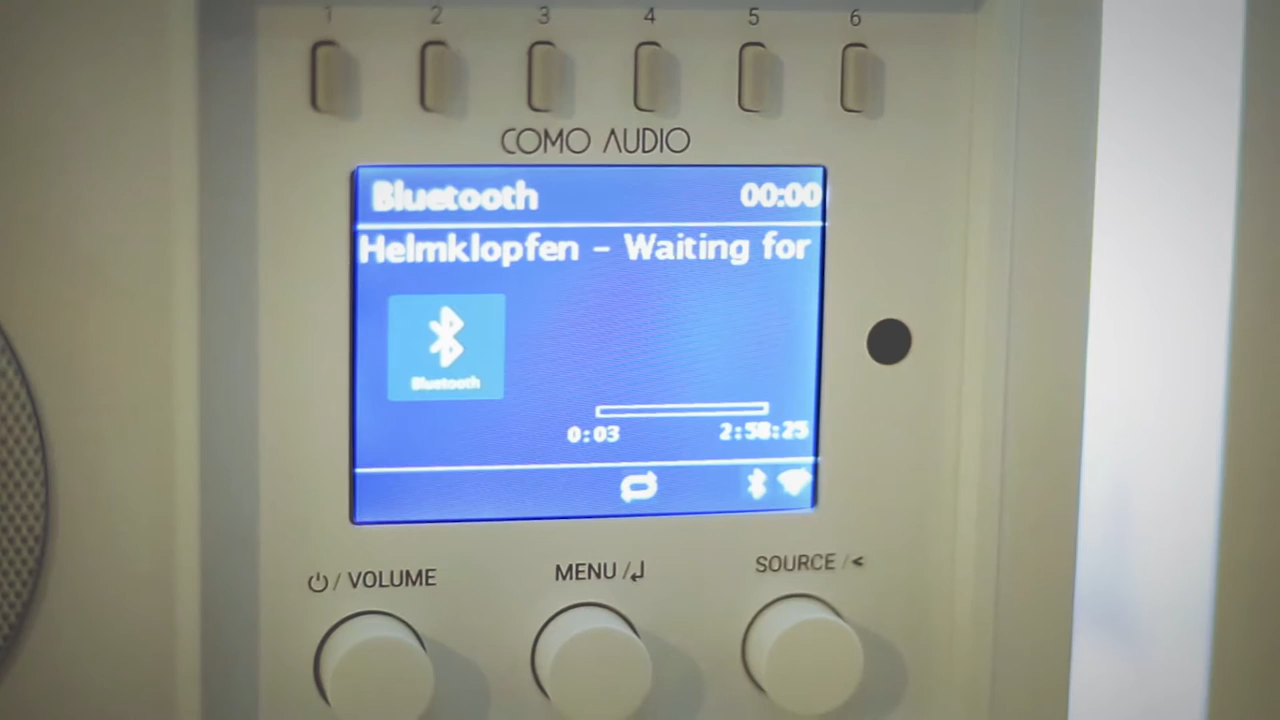 1 2 3 4 5 6
COMO AUDIO
Bluetooth 00:00
Helmklopfen - Waiting for
Bluetooth
0:03 2:58:25
/ VOLUME MENU / SOURCE / <